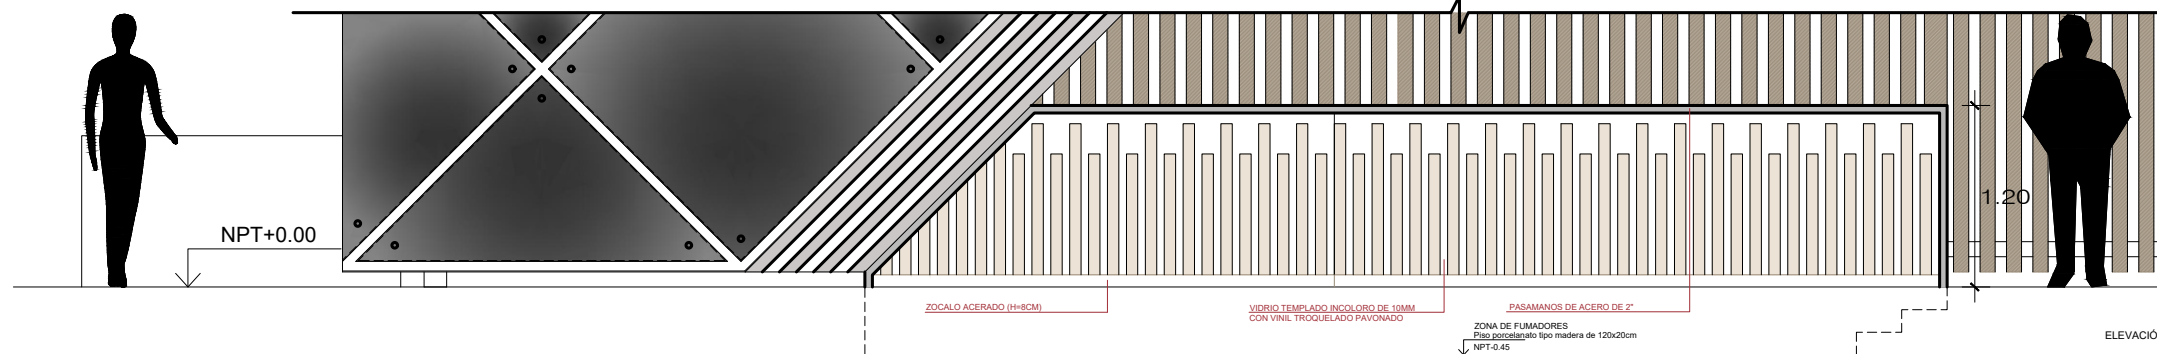 NPT+0.00
1.20
ZOCALO ACERADO (H=8CM)
VIDRIO TEMPLADO INCOLORO DE 10MM
CON VINIL TROQUELADO PAVONADO
PASAMANOS DE ACERO DE 2"
ZONA DE FUMADORES
Piso porcelanato tipo madera de 120x20cm
NPT-0.45
ELEVACIÓ